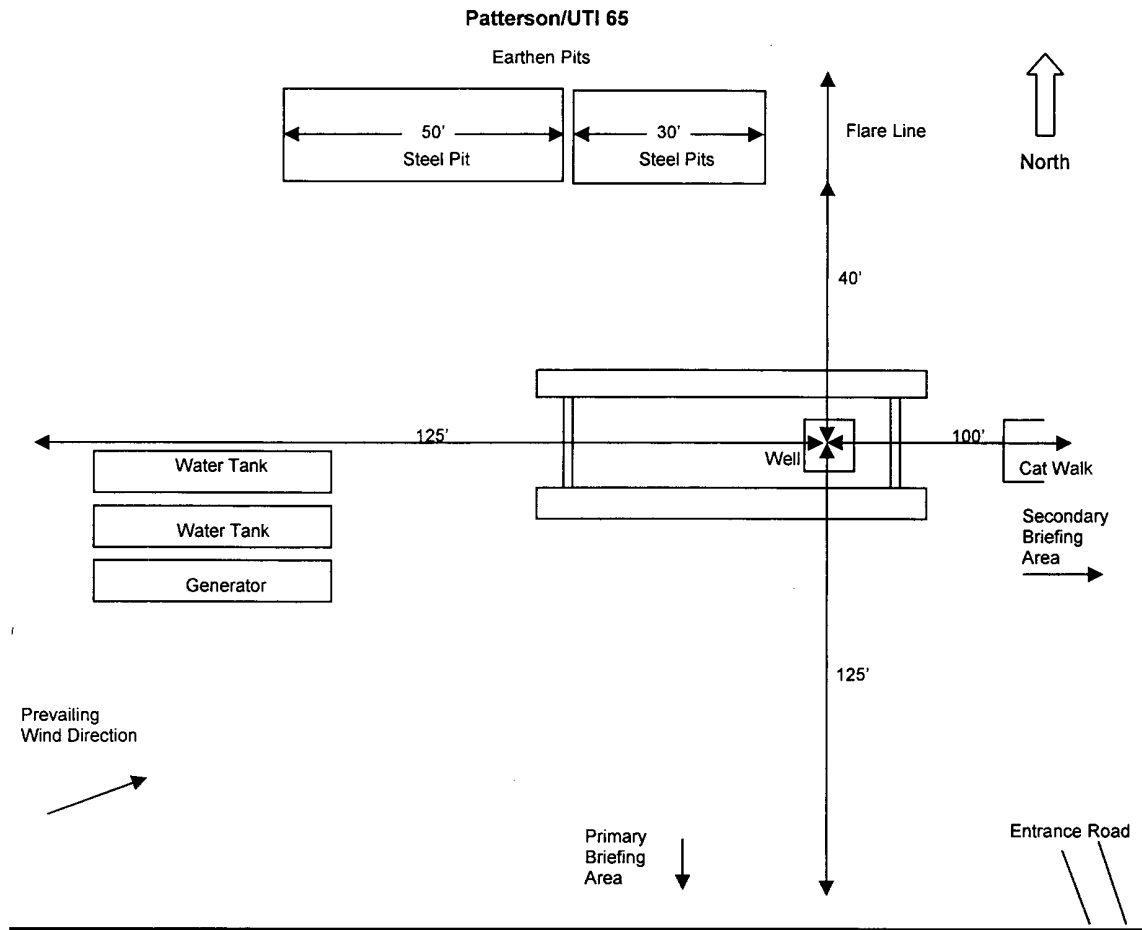 Patterson/UTI 65
Earthen Pits
50'
Steel Pit
30'
Steel Pits
Flare Line
North
40'
125'
Well
100'
Cat Walk
Water Tank
Water Tank
Generator
Secondary
Briefing
Area
125'
Prevailing
Wind Direction
Primary
Briefing
Area
Entrance Road